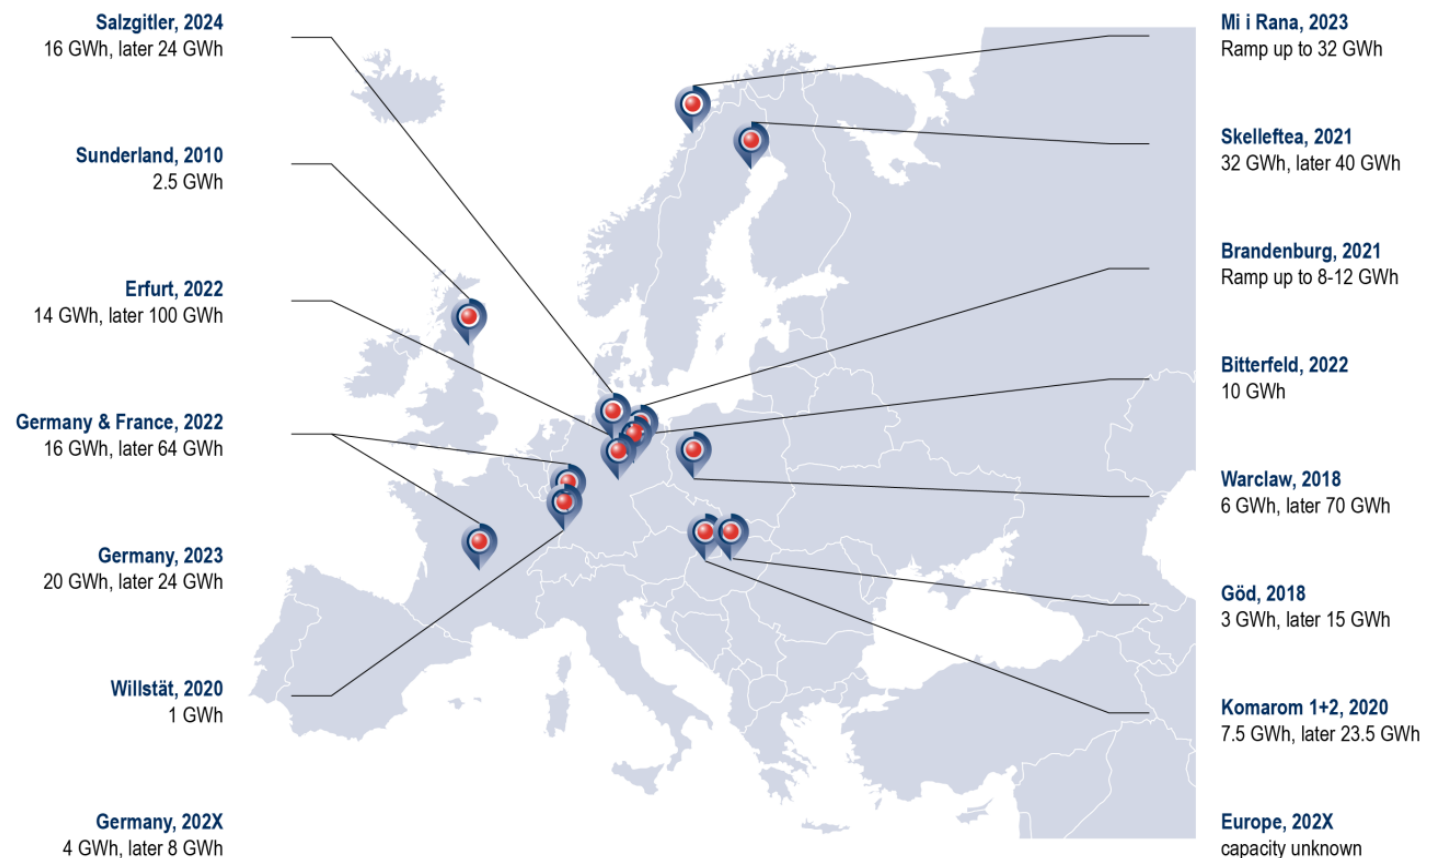 Salzgitler, 2024
16 GWh, later 24 GWh
Sunderland, 2010
2.5 GWh
Erfurt, 2022
14 GWh, later 100 GWh
Germany & France, 2022
16 GWh, later 64 GWh
Germany, 2023
20 GWh, later 24 GWh
Willstät, 2020
1 GWh
Germany, 202X
4 GWh, later 8 GWh
Mi i Rana, 2023
Ramp up to 32 GWh
Skelleftea, 2021
32 GWh, later 40 GWh
Brandenburg, 2021
Ramp up to 8-12 GWh
Bitterfeld, 2022
10 GWh
Warclaw, 2018
6 GWh, later 70 GWh
Göd, 2018
3 GWh, later 15 GWh
Komarom 1+2, 2020
7.5 GWh, later 23.5 GWh
Europe, 202X
capacity unknown